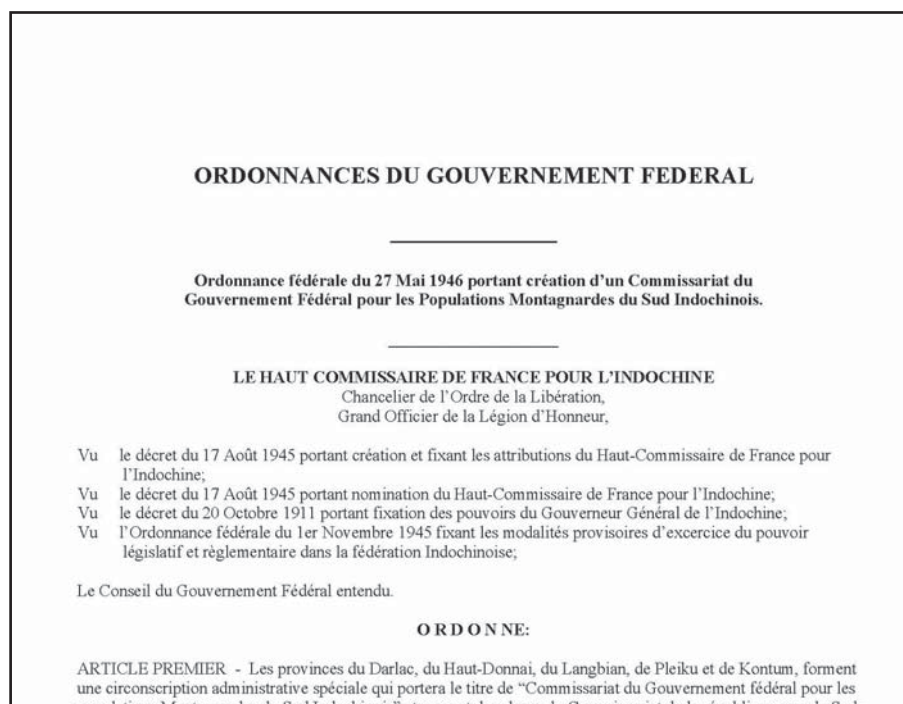 ORDONNANCES DU GOUVERNEMENT FEDERAL
Ordonnance fédérale du 27 Mai 1946 portant création d'un Commissariat du
Gouvernement Fédéral pour les Populations Montagnardes du Sud Indochinois.
LE HAUT COMMISSAIRE DE FRANCE POUR L'INDOCHINE
Chancelier de l'Ordre de la Libération,
Grand Officier de la Légion d'Honneur,
Vu le décret du 17 Août 1945 portant création et fixant les attributions du Haut-Commissaire de France pour
l'Indochine;
Vu le décret du 17 Août 1945 portant nomination du Haut-Commissaire de France pour l'Indochine;
Vu le décret du 20 Octobre 1911 portant fixation des pouvoirs du Gouverneur Général de l'Indochine;
Vu l'Ordonnance fédérale du 1er Novembre 1945 fixant les modalités provisoires d'excercice du pouvoir
législatif et règlementaire dans la fédération Indochinoise;
Le Conseil du Gouvernement Fédéral entendu.
O R D O N NE:
ARTICLE PREMIER - Les provinces du Darlac, du Haut-Donnai, du Langbian, de Pleiku et de Kontum, forment
une circonscription administrative spéciale qui portera le titre de "Commissariat du Gouvernement fédéral pour les